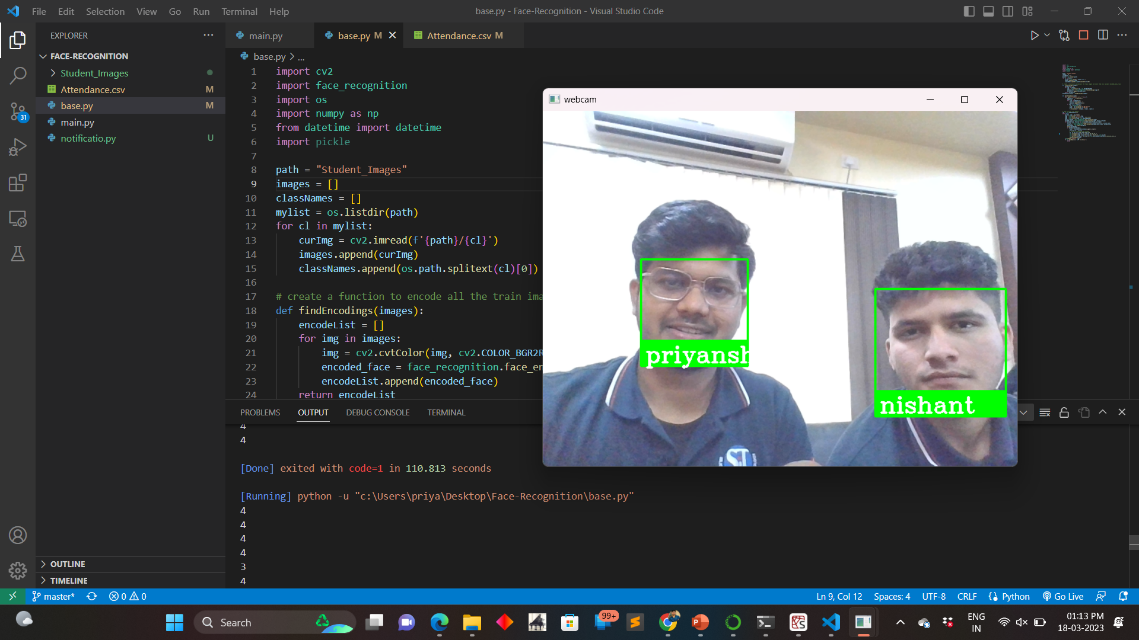 File Edit Selection View Go Run Terminal Help
base.py - Face-Recognition - Visual Studio Code
EXPLORER
FACE-RECOGNITION
Student_Images
Attendance.csv M
base.py M
main.py
notificatio.py U
OUTLINE
TIMELINE
31
main.py
base.py M
Attendance.csv M
base.py > ...
1 import cv2
2 import face_recognition
3 import os
4 import numpy as np
5 from datetime import datetime
6 import pickle
7
8 path = "Student_Images"
9 images = []
10 classNames = []
11 mylist = os.listdir(path)
12 for cl in mylist:
13 curImg = cv2.imread(f'{path}/{cl}')
14 images.append(curImg)
15 classNames.append(os.path.splitext(cl)[0])
16
17 # create a function to encode all the train ima
18 def findEncodings(images):
19 encodeList = []
20 for img in images:
21 img = cv2.cvtColor(img, cv2.COLOR_BGR2R
22 encoded_face = face_recognition.face_en
23 encodeList.append(encoded_face)
24 return encodeList
webcam
priyansh
nishant
PROBLEMS OUTPUT DEBUG CONSOLE TERMINAL
4
4
[Done] exited with code=1 in 110.813 seconds
[Running] python -u "c:\Users\priya\Desktop\Face-Recognition\base.py"
4
4
4
4
3
4
master* 0 0
Ln 9, Col 12 Spaces: 4 UTF-8 CRLF Python Go Live
Search
99+
ENG
IN
01:13 PM
18-03-2023